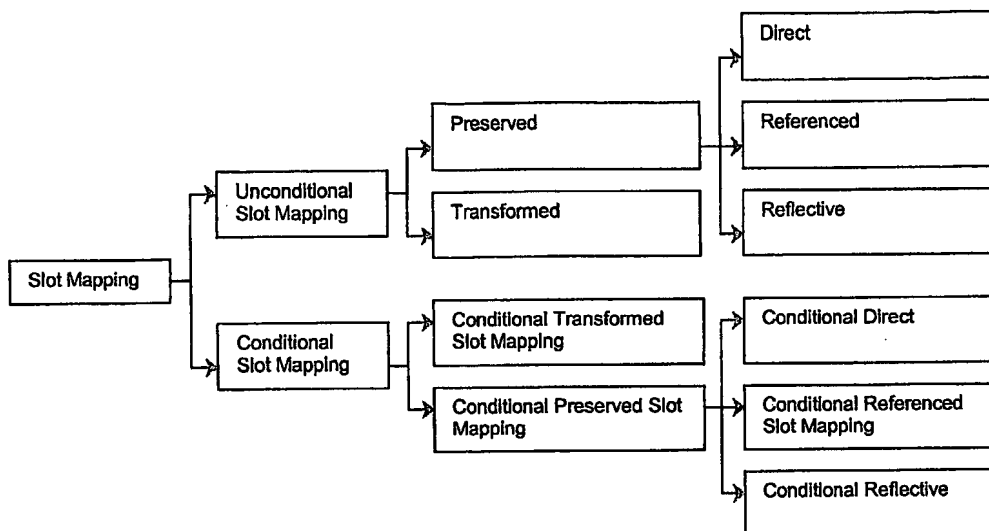 Direct
Preserved
Referenced
Unconditional
Slot Mapping
Transformed
Reflective
Slot Mapping
Conditional
Slot Mapping
Conditional Transformed
Slot Mapping
Conditional Direct
Conditional Preserved Slot
Mapping
Conditional Referenced
Slot Mapping
Conditional Reflective